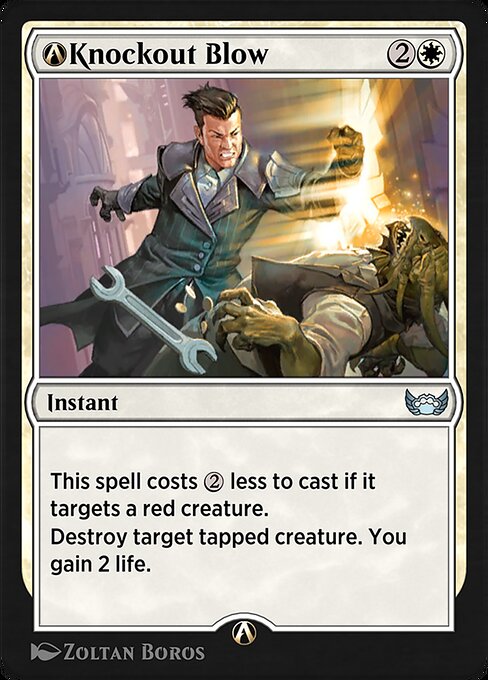 Knockout Blow 2
Instant
This spell costs 2 less to cast if it
targets a red creature.
Destroy target tapped creature. You
gain 2 life.
Zoltan Boros